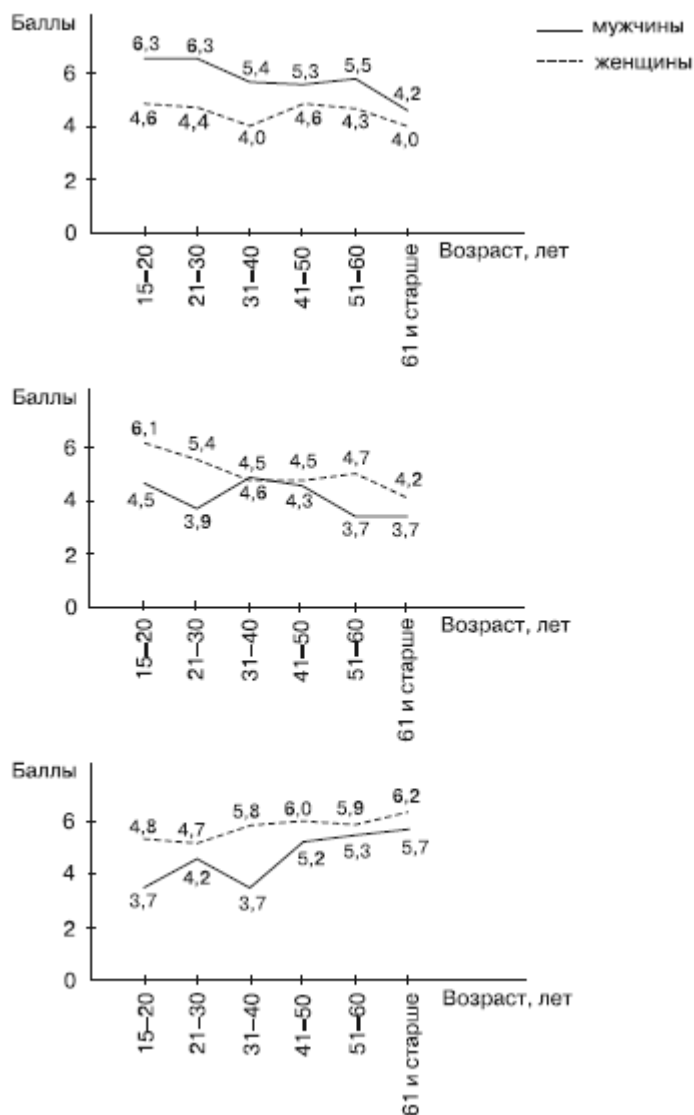 Баллы
мужчины
женщины
6,3 6,3 5,4 5,3 5,5 4,2
6
4,6 4,4 4,0 4,6 4,3 4,0
4
2
0
Возраст, лет
15–20 21–30 31–40 41–50 51–60 61 и старше
Баллы
6,1 5,4 4,5 4,5 4,7 4,2
6
4,5 3,9 4,6 4,3 3,7 3,7
4
2
0
Возраст, лет
15–20 21–30 31–40 41–50 51–60 61 и старше
Баллы
4,8 4,7 5,8 6,0 5,9 6,2
6
3,7 4,2 3,7 5,2 5,3 5,7
4
2
0
Возраст, лет
15–20 21–30 31–40 41–50 51–60 61 и старше